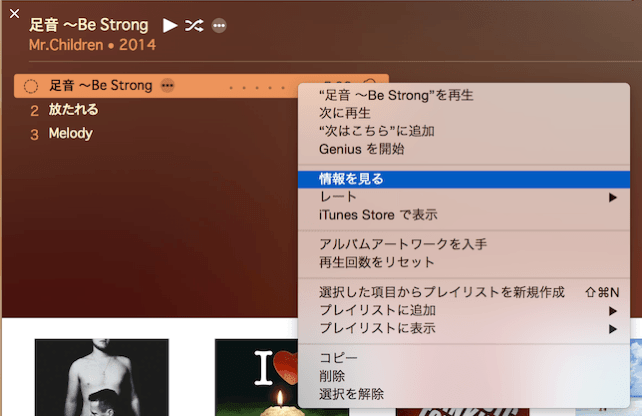 足音 〜Be Strong
Mr.Children • 2014
足音 〜Be Strong
2 放たれる
3 Melody
“足音 〜Be Strong”を再生
次に再生
“次はこちら”に追加
Genius を開始
情報を見る
レート
iTunes Store で表示
アルバムアートワークを入手
再生回数をリセット
選択した項目からプレイリストを新規作成 ⇧⌘N
プレイリストに追加
プレイリストに表示
コピー
削除
選択を解除
I